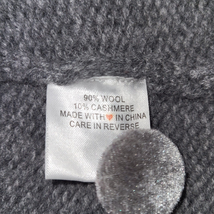 90% WOOL
10% CASHMERE
MADE WITH ❤ IN CHINA
CARE IN REVERSE